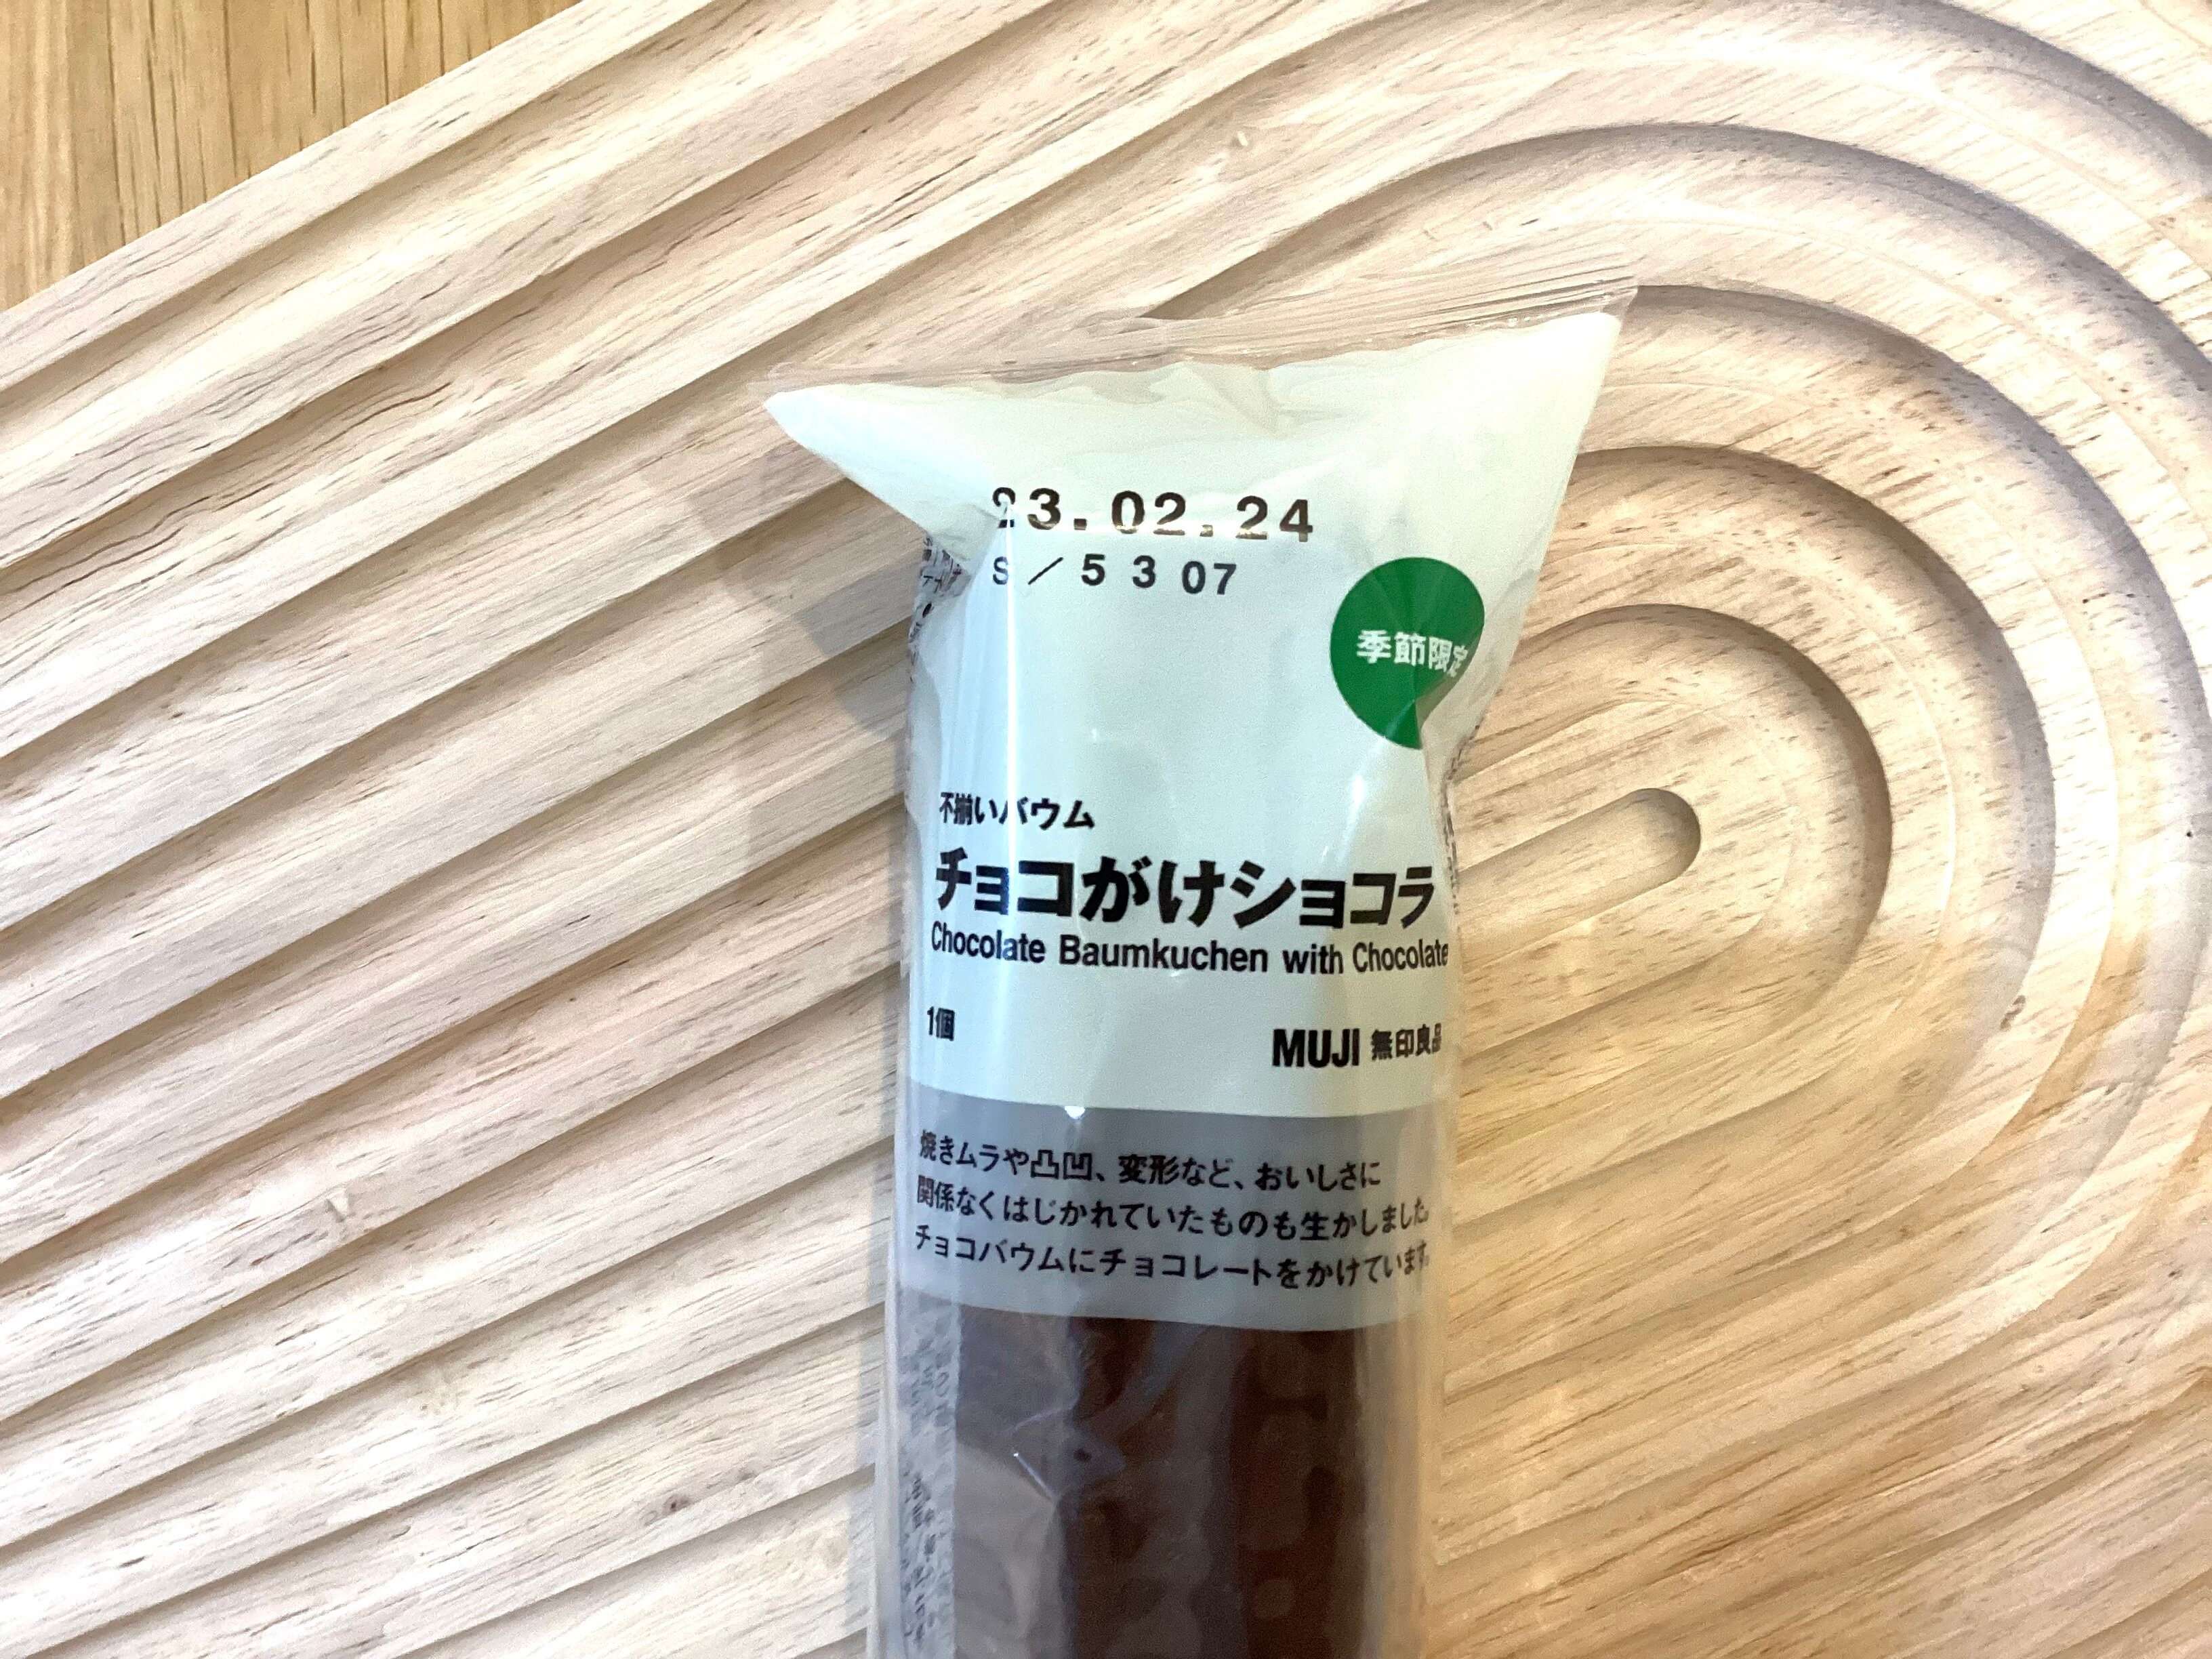 23.02.24
S／5 3 07
季節限定
不揃いバウム
チョコがけショコラ
Chocolate Baumkuchen with Chocolate
1個
MUJI 無印良品
焼きムラや凸凹、変形など、おいしさに
関係なくはじかれていたものも生かしました。
チョコバウムにチョコレートをかけています。